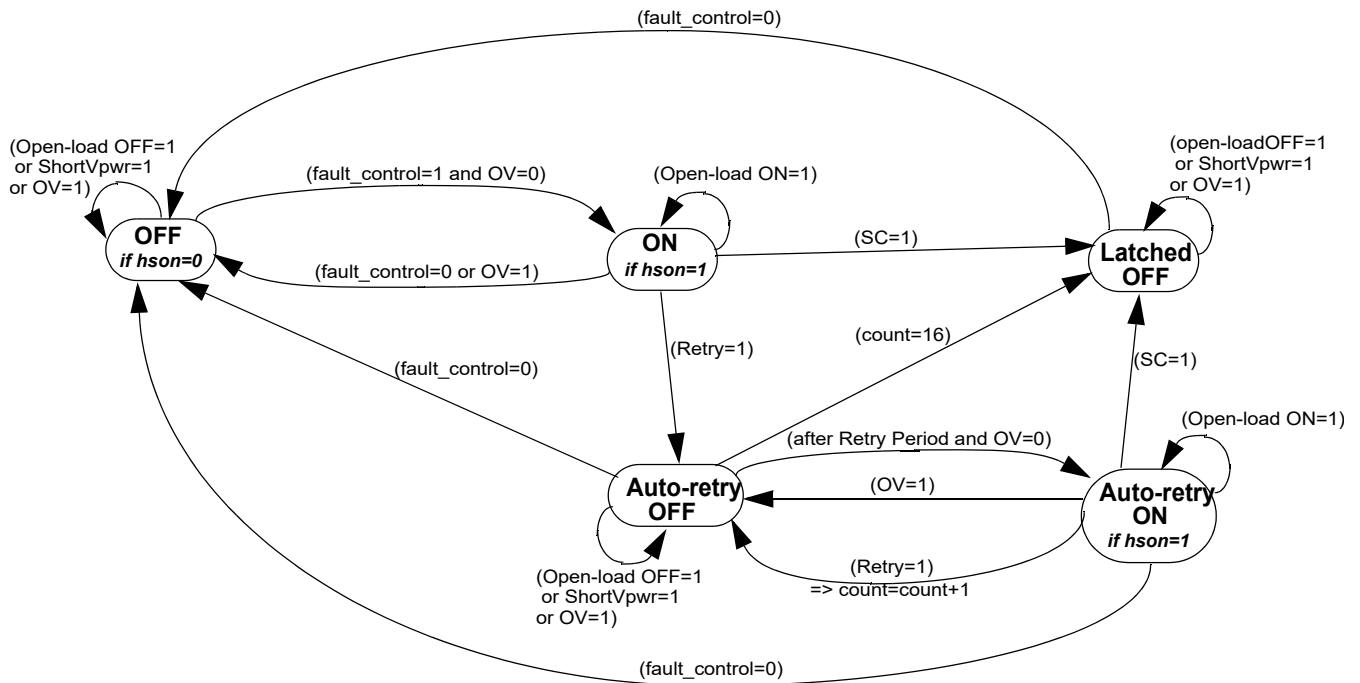 (fault_control=0)
(Open-load OFF=1
or ShortVpwr=1
or OV=1)
(fault_control=1 and OV=0)
(Open-load ON=1)
(openloadOFF=1
or ShortVpwr=1
or OV=1)
OFF
if hson=0
ON
if hson=1
(SC=1)
Latched
OFF
(fault_control=0 or OV=1)
(count=16)
(Retry=1)
(fault_control=0)
(SC=1)
(Open-load ON=1)
(after Retry Period and OV=0)
Auto-retry
OFF
(OV=1)
Auto-retry
ON
if hson=1
(Open-load OFF=1
or ShortVpwr=1
or OV=1)
(Retry=1)
=> count=count+1
(fault_control=0)